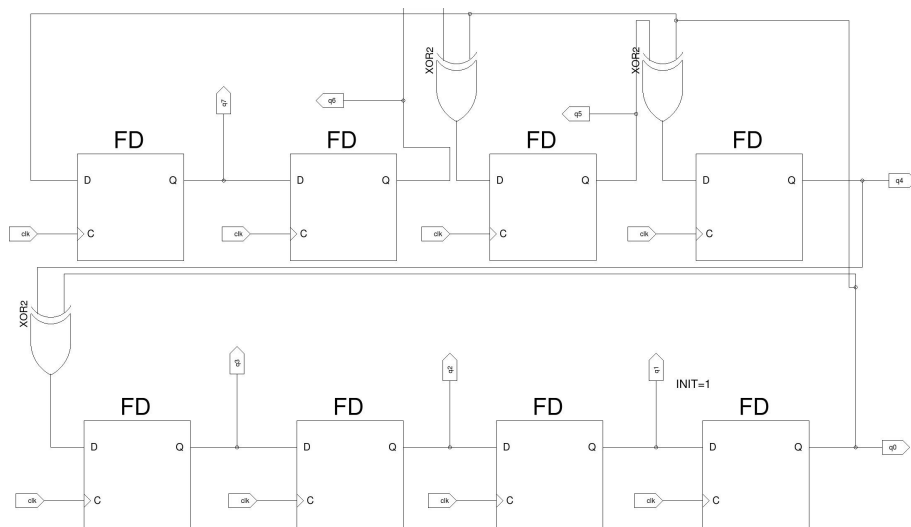 XOR2
XOR2
q7
q6
q5
FD
FD
FD
FD
D
Q
D
Q
D
Q
D
Q
q4
clk
C
clk
C
clk
C
clk
C
XOR2
q3
q2
q1
INIT=1
FD
FD
FD
FD
D
Q
D
Q
D
Q
D
Q
q0
clk
C
clk
C
clk
C
clk
C